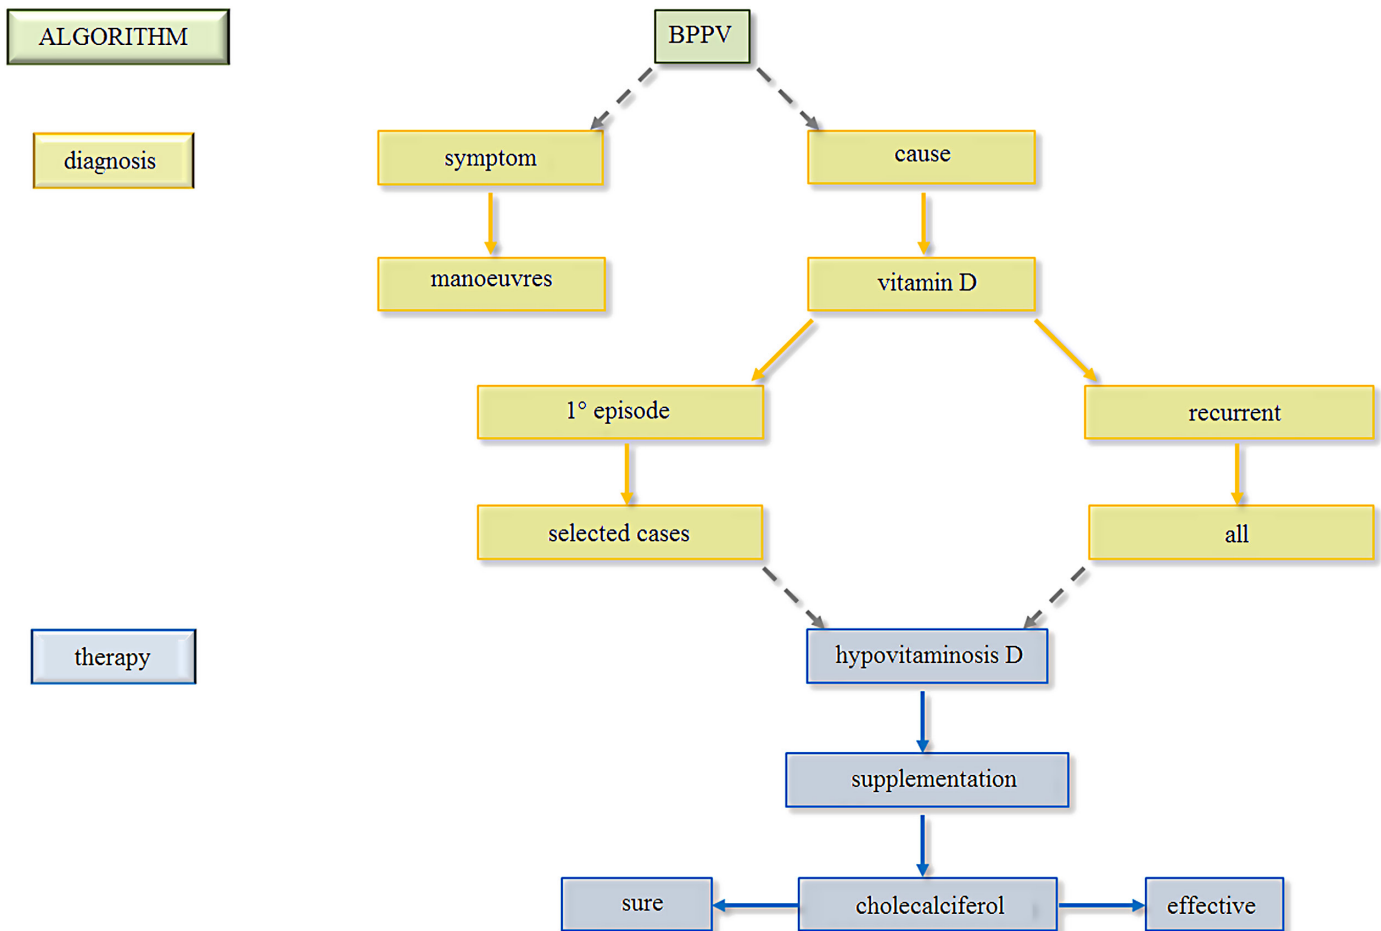 ALGORITHM
BPPV
diagnosis
symptom
cause
manoeuvres
vitamin D
1° episode
recurrent
selected cases
all
therapy
hypovitaminosis D
supplementation
sure
cholecalciferol
effective